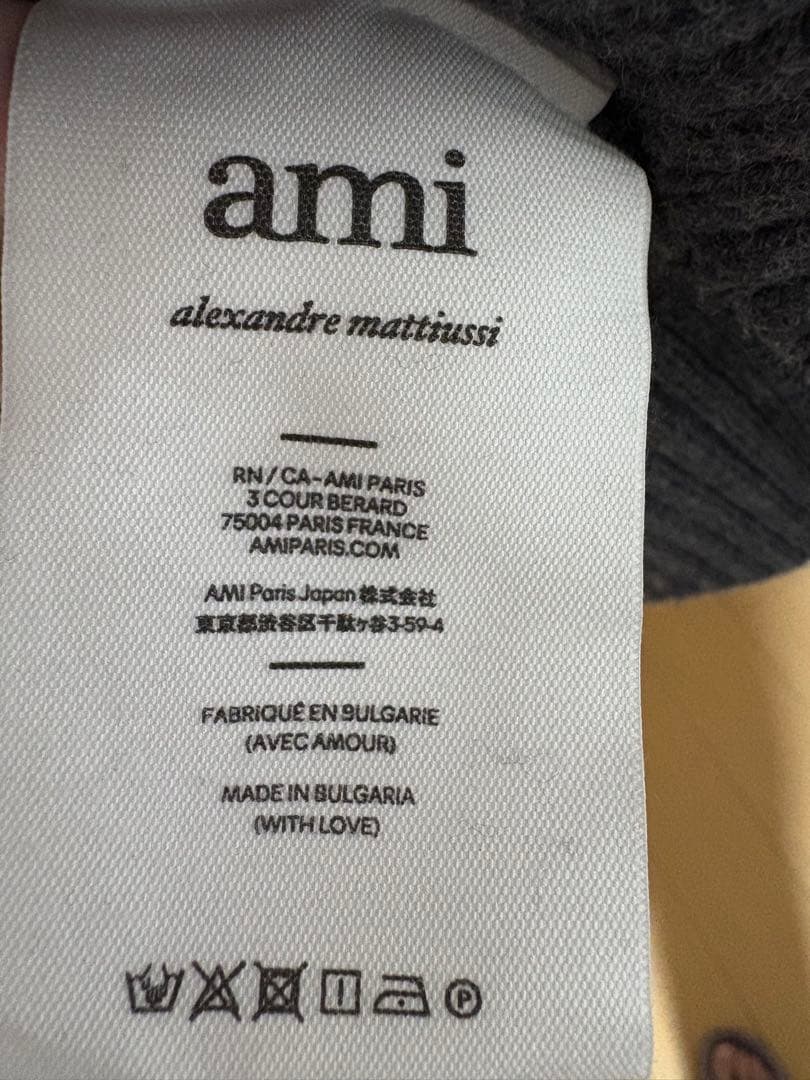 ami
alexandre mattiussi
RN / CA-AMI PARIS
3 COUR BERARD
75004 PARIS FRANCE
AMIPARIS.COM
AMI Paris Japan 株式会社
東京都渋谷区千駄ヶ谷3-59-4
FABRIQUÉ EN BULGARIE
(AVEC AMOUR)
MADE IN BULGARIA
(WITH LOVE)
P